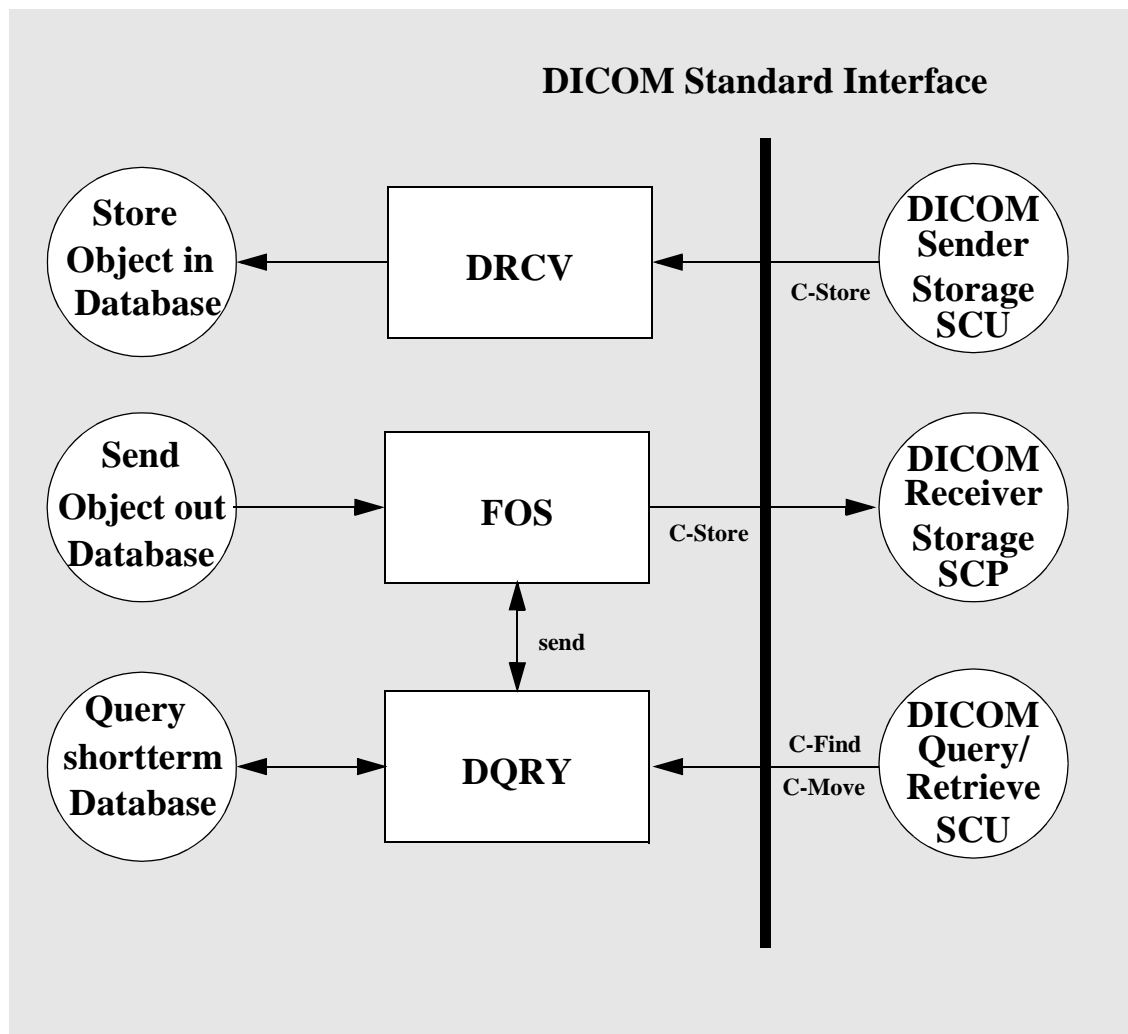 DICOM Standard Interface
Store
Object in
Database
DRCV
C-Store
DICOM
Sender
Storage
SCU
Send
Object out
Database
FOS
C-Store
DICOM
Receiver
Storage
SCP
send
Query
shortterm
Database
DQRY
C-Find
C-Move
DICOM
Query/
Retrieve
SCU